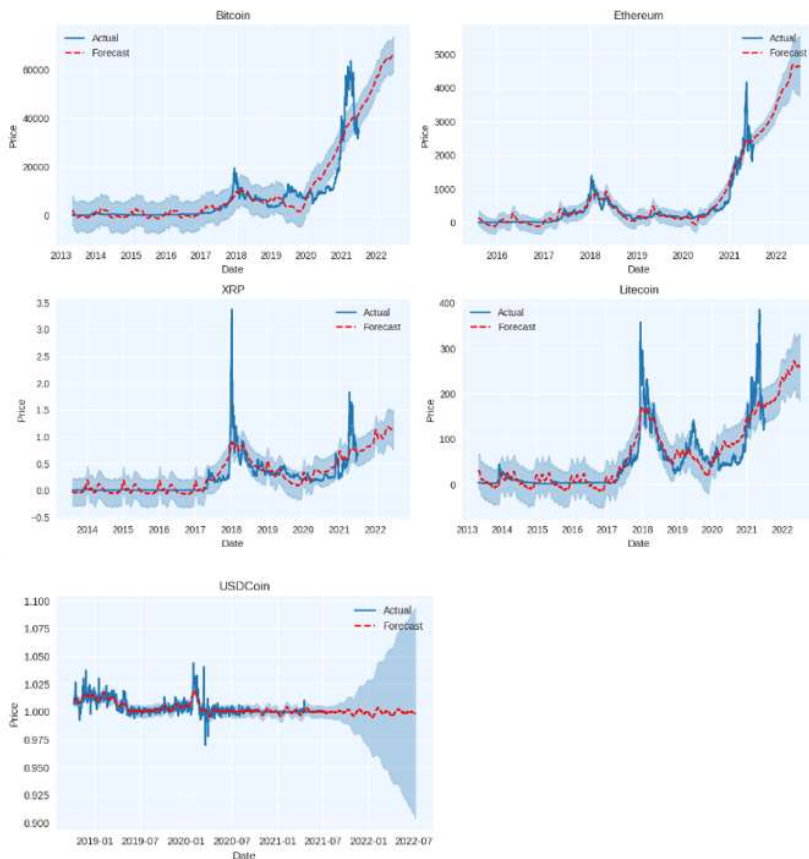 Bitcoin
Actual
Forecast
60000
40000
20000
0
Price
2013 2014 2015 2016 2017 2018 2019 2020 2021 2022
Date
Ethereum
Actual
Forecast
5000
4000
3000
2000
1000
0
Price
2016 2017 2018 2019 2020 2021 2022
Date
XRP
Actual
Forecast
3.5
3.0
2.5
2.0
1.5
1.0
0.5
0.0
−0.5
Price
2014 2015 2016 2017 2018 2019 2020 2021 2022
Date
Litecoin
Actual
Forecast
400
300
200
100
0
Price
2013 2014 2015 2016 2017 2018 2019 2020 2021 2022
Date
USDCoin
Actual
Forecast
1.100
1.075
1.050
1.025
1.000
0.975
0.950
0.925
0.900
Price
2019-01 2019-07 2020-01 2020-07 2021-01 2021-07 2022-01 2022-07
Date